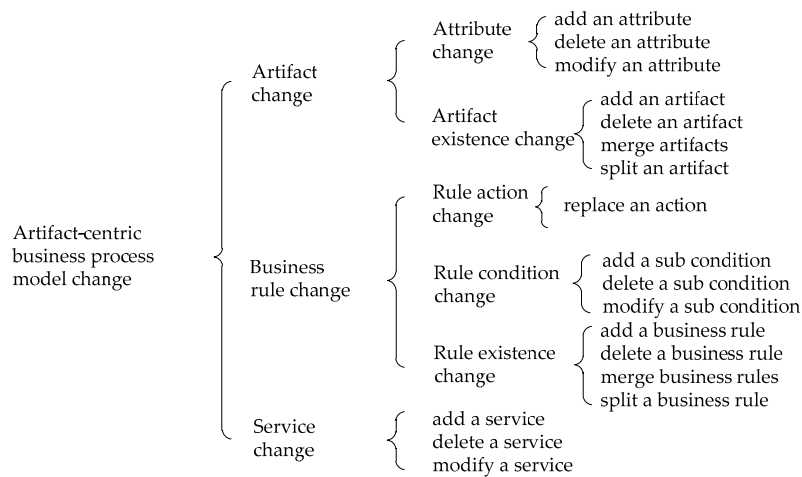 Artifact-centric
business process
model change
Artifact
change
Attribute
change
add an attribute
delete an attribute
modify an attribute
Artifact
existence change
add an artifact
delete an artifact
merge artifacts
split an artifact
Business
rule change
Rule action
change
replace an action
Rule condition
change
add a sub condition
delete a sub condition
modify a sub condition
Rule existence
change
add a business rule
delete a business rule
merge business rules
split a business rule
Service
change
add a service
delete a service
modify a service